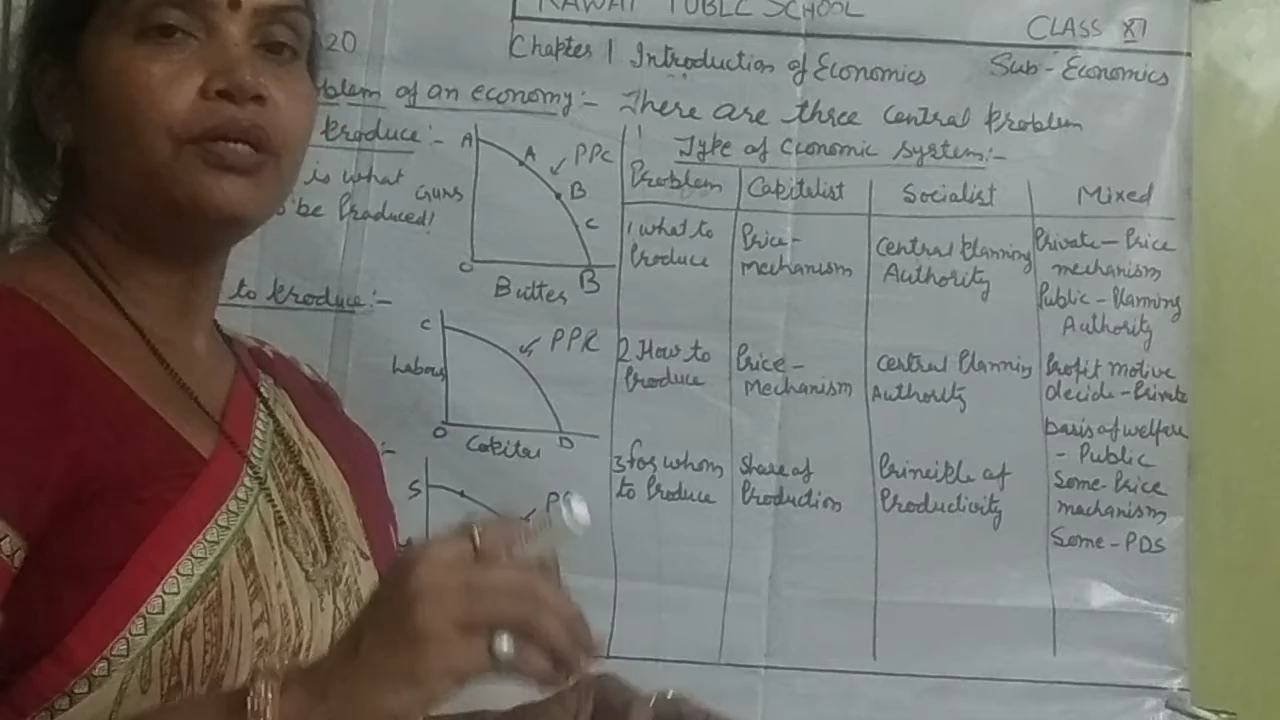 PUBLC SCHOOL
CLASS XI
20
Chapter 1 Introduction of Economics
Sub - Economics
of an economy:- There are three central Problem
Produce:-
is what
be Produced!
Guns
A
A
PPC
B
C
O
Butter
B
to Produce:-
C
PPC
Labour
O
Capital
D
:-
S
Type of Economic system:-
Problem | Capitalist | Socialist | Mixed
1 what to
Produce
Price -
mechanism
Central Planning
Authority
Private - Price
mechanism
Public - Planning
Authority
2 How to
Produce
Price -
Mechanism
Central Planning
Authority
Profit motive
decide - Private
basis of welfare
- Public
3 for whom
to Produce
Share of
Production
Principle of
Productivity
Some - Price
mechanism
Some - PDS